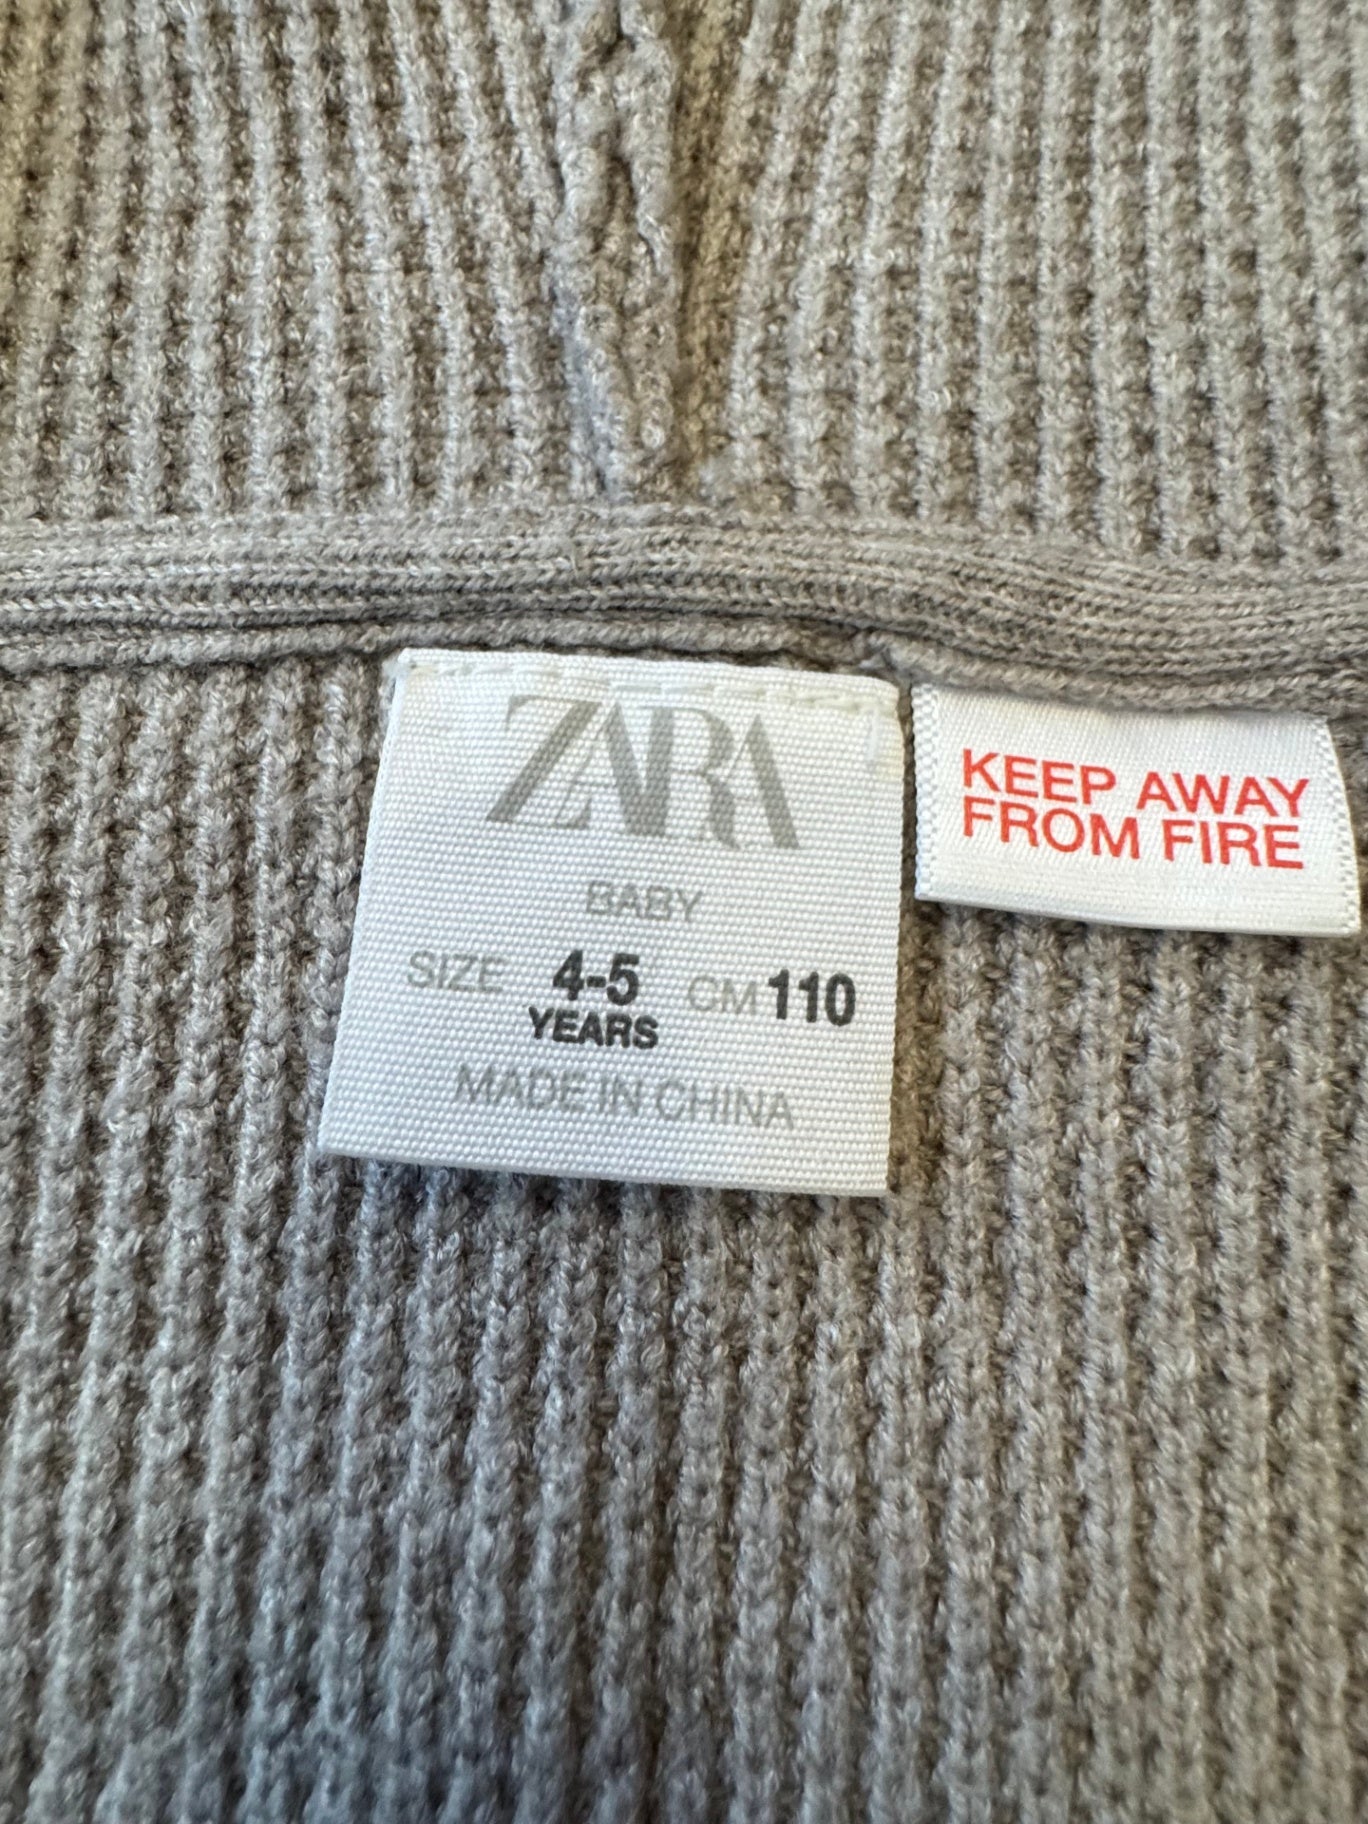 ZARA
BABY
SIZE 4-5 CM 110
YEARS
MADE IN CHINA
KEEP AWAY
FROM FIRE